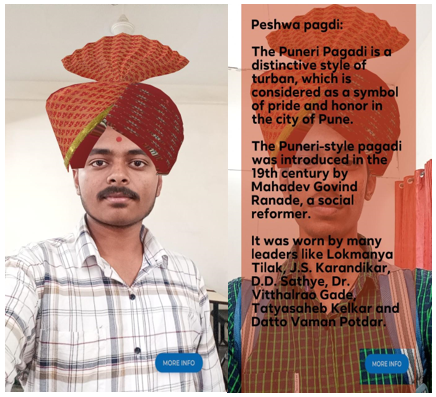 MORE INFO
Peshwa pagdi:
The Puneri Pagadi is a
distinctive style of
turban, which is
considered as a symbol
of pride and honor in
the city of Pune.
The Puneri-style pagadi
was introduced in the
19th century by
Mahadev Govind
Ranade, a social
reformer.
It was worn by many
leaders like Lokmanya
Tilak, J.S. Karandikar,
D.D. Sathye, Dr.
Vitthalrao Gade,
Tatyasaheb Kelkar and
Datto Vaman Potdar.
MORE INFO